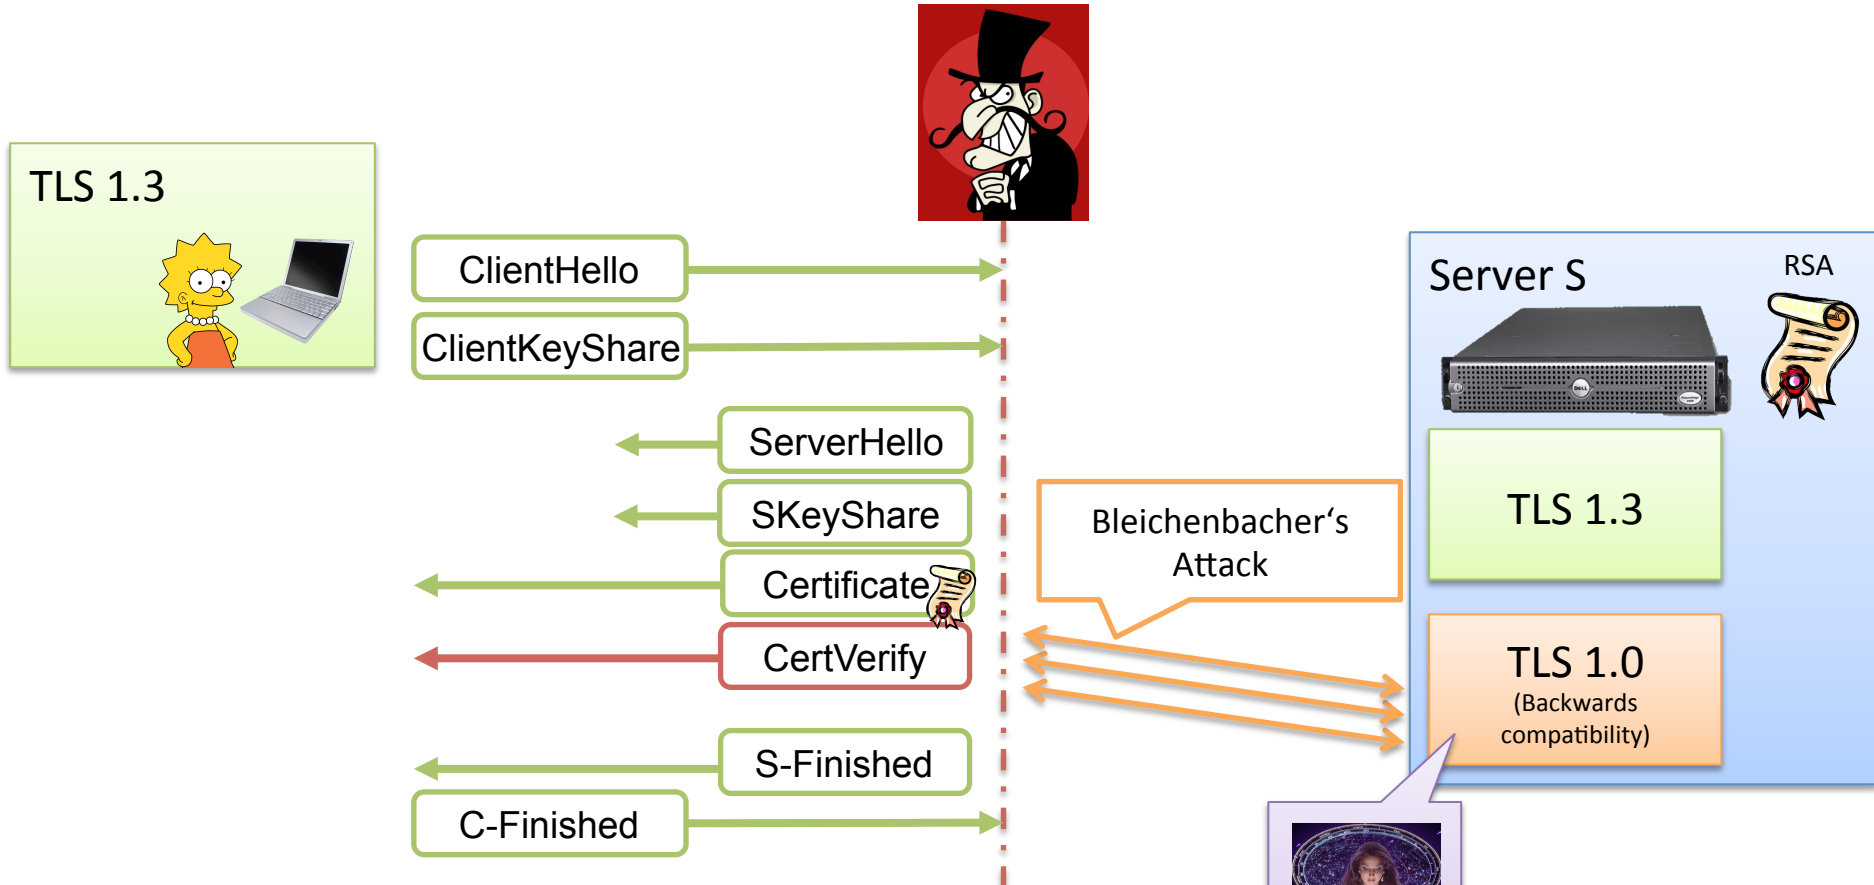 TLS 1.3
ClientHello
ClientKeyShare
ServerHello
SKeyShare
Certificate
CertVerify
S-Finished
C-Finished
Bleichenbacher‘s
Attack
Server S
RSA
DELL
TLS 1.3
TLS 1.0
(Backwards
compatibility)